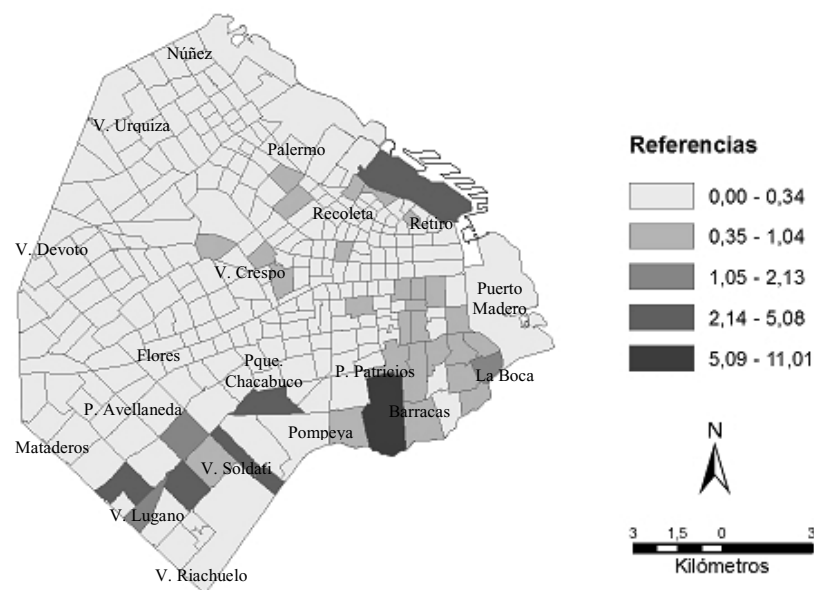 Núñez
V. Urquiza
Palermo
Recoleta
Retiro
V. Devoto
V. Crespo
Puerto
Madero
Flores
Pque.
Chacabuco
P. Patricios
La Boca
P. Avellaneda
Barracas
Pompeya
Mataderos
V. Soldati
V. Lugano
V. Riachuelo
Referencias
0,00 - 0,34
0,35 - 1,04
1,05 - 2,13
2,14 - 5,08
5,09 - 11,01
N
3 1,5 0 3
Kilómetros